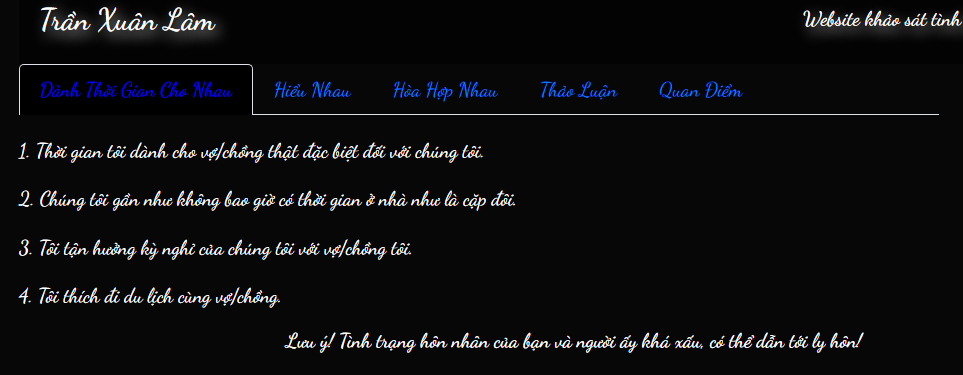 Trần Xuân Lâm
Website khảo sát tình
Dành Thời Gian Cho Nhau Hiểu Nhau Hòa Hợp Nhau Thảo Luận Quan Điểm
1. Thời gian tôi dành cho vợ/chồng thật đặc biệt đối với chúng tôi.
2. Chúng tôi gần như không bao giờ có thời gian ở nhà như là cặp đôi.
3. Tôi tận hưởng kỳ nghỉ của chúng tôi với vợ/chồng tôi.
4. Tôi thích đi du lịch cùng vợ/chồng.
Lưu ý! Tình trạng hôn nhân của bạn và người ấy khá xấu, có thể dẫn tới ly hôn!